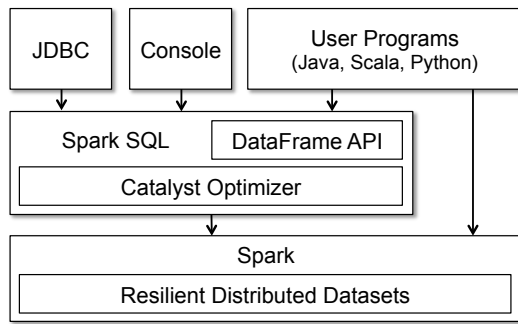 JDBC
Console
User Programs
(Java, Scala, Python)
Spark SQL
DataFrame API
Catalyst Optimizer
Spark
Resilient Distributed Datasets